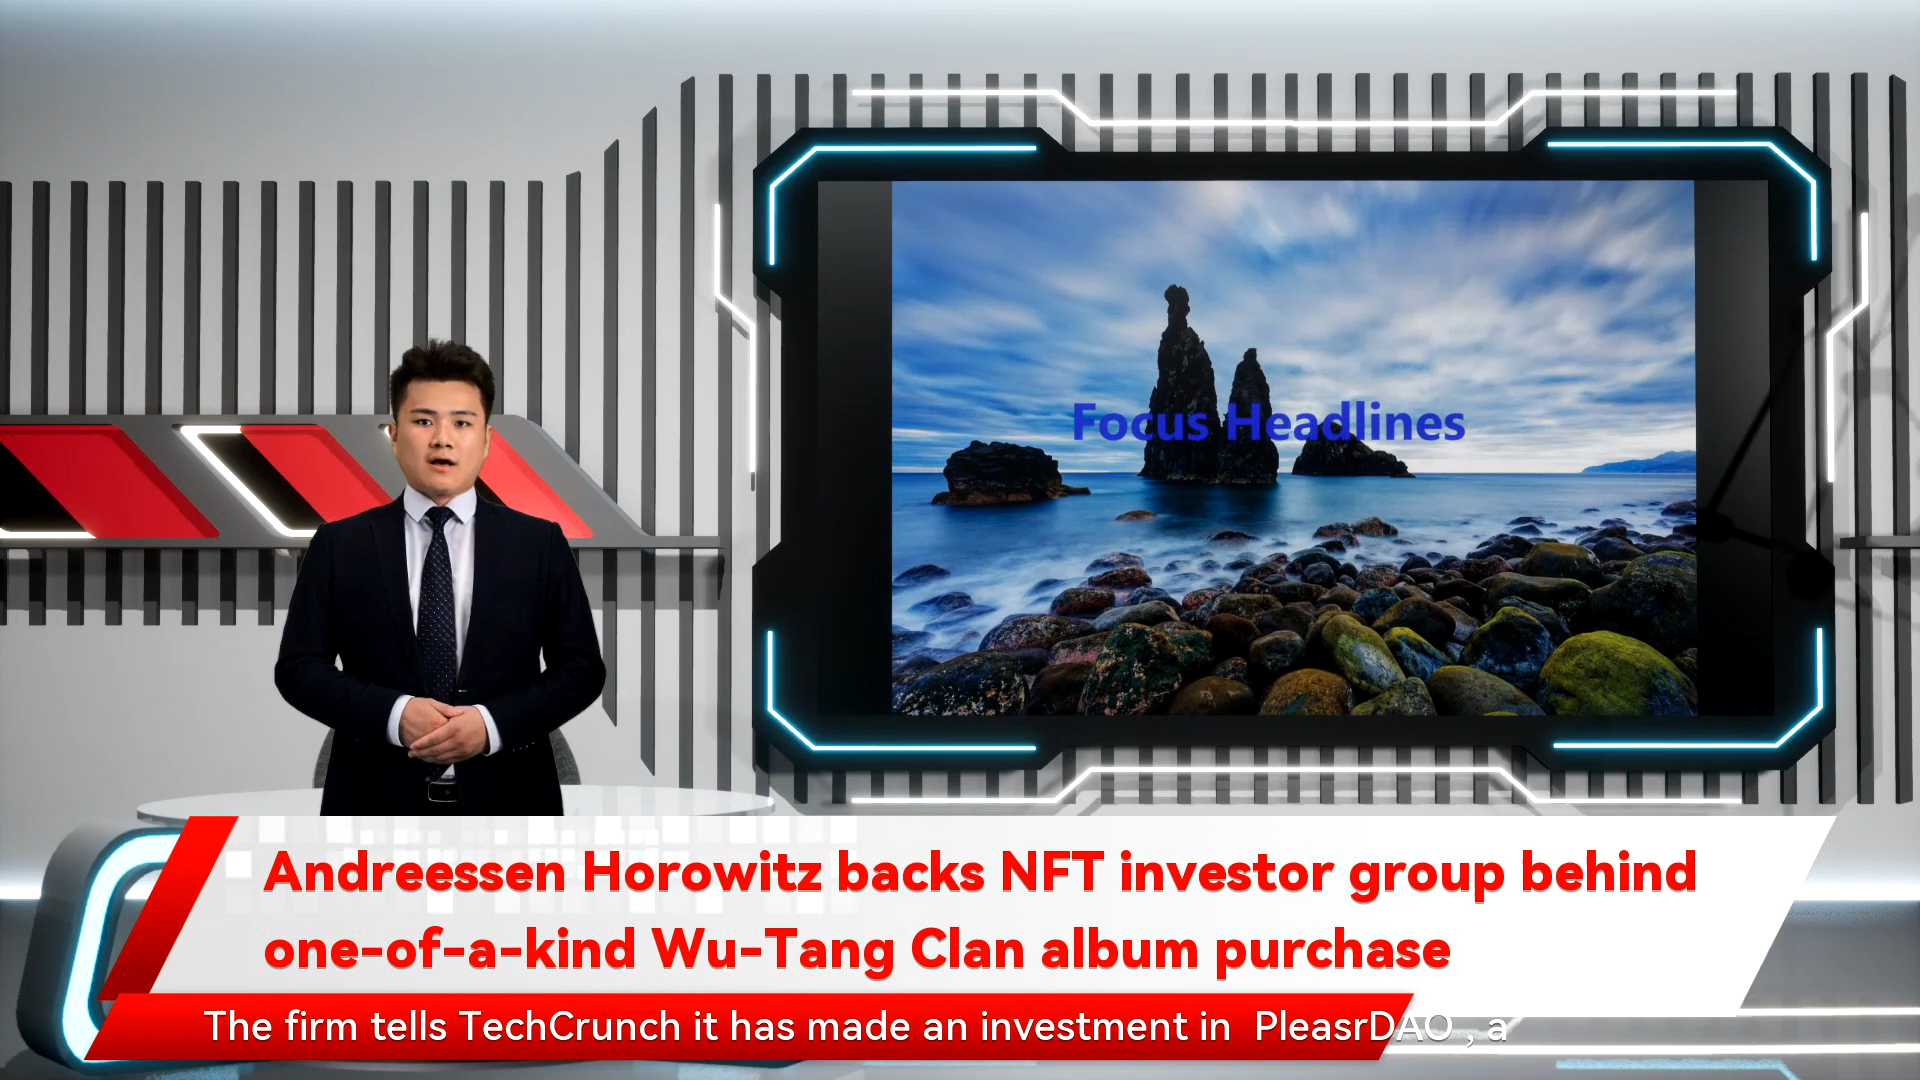 Focus Headlines
Andreessen Horowitz backs NFT investor group behind
one-of-a-kind Wu-Tang Clan album purchase
The firm tells TechCrunch it has made an investment in PleasrDAO , a